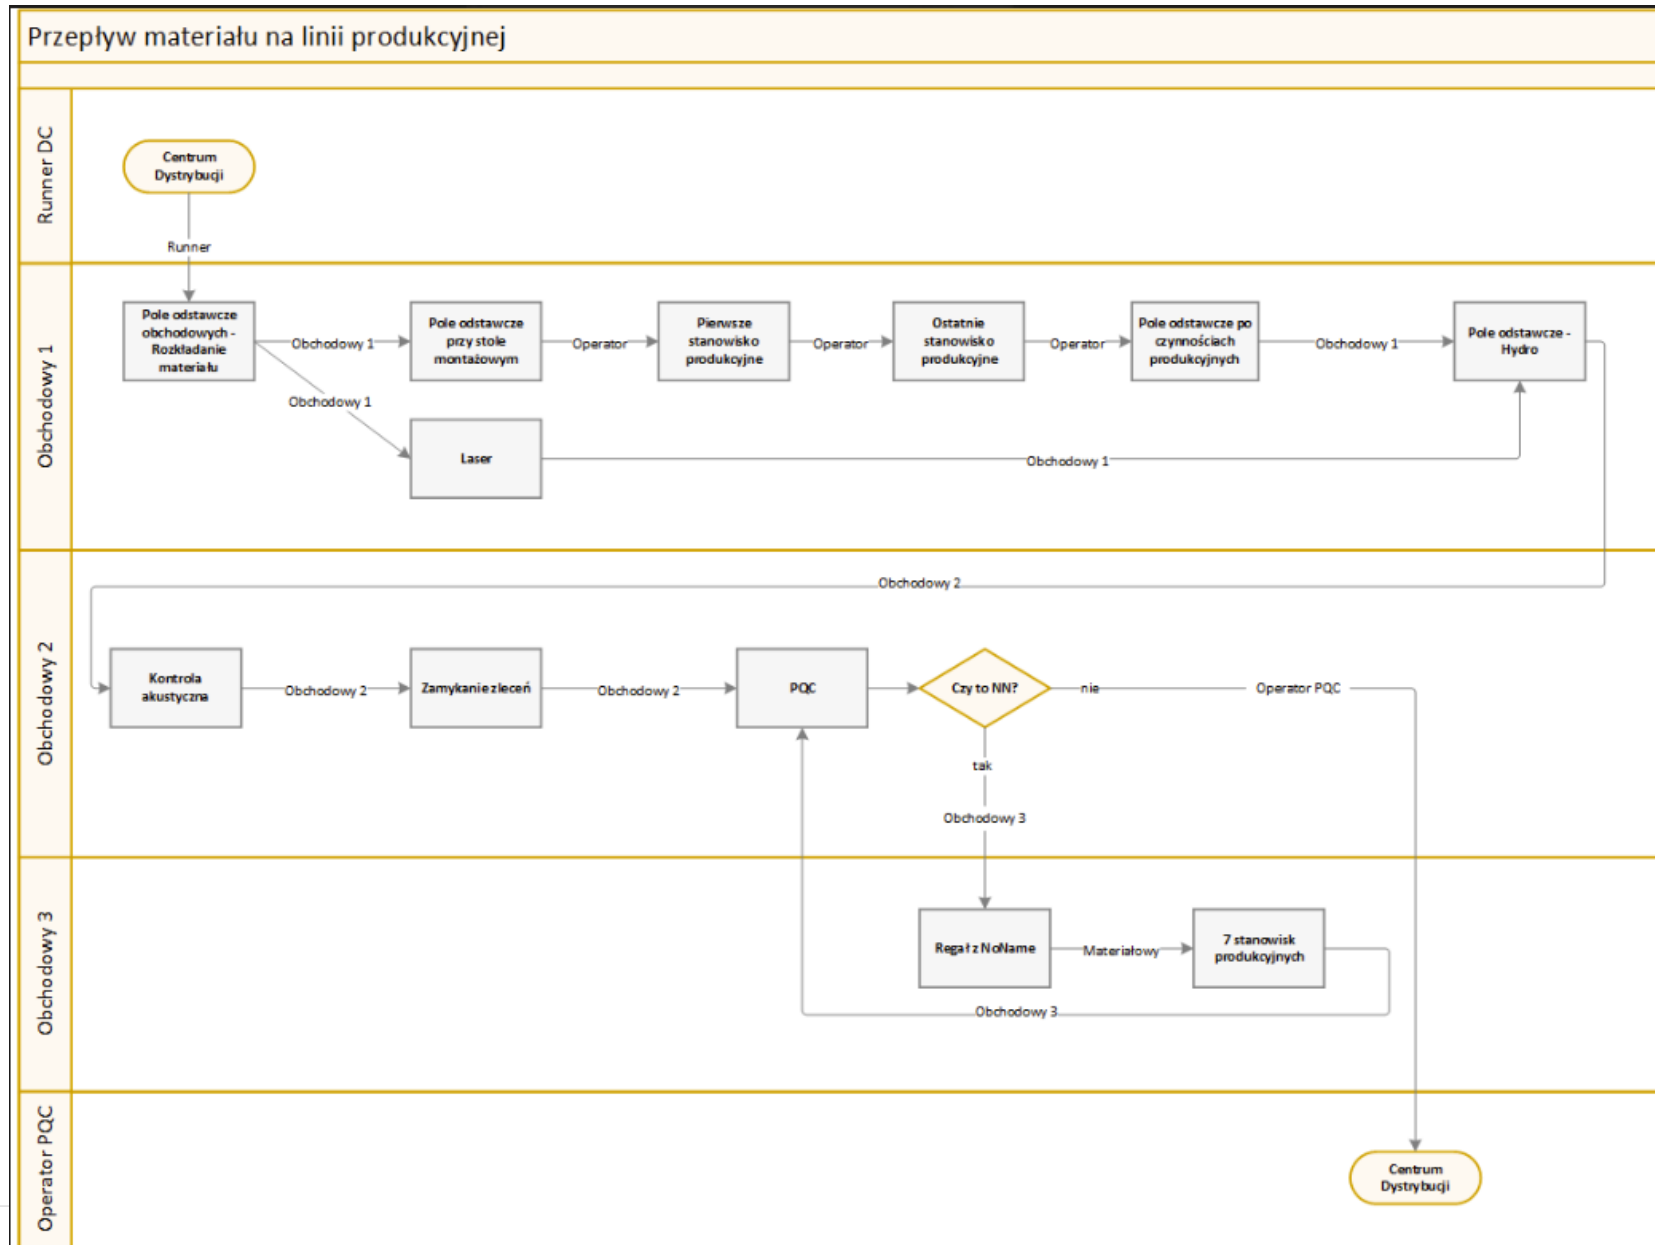 Przepływ materiału na linii produkcyjnej
Runner DC
Centrum
Dystrybucji
Runner
Obchodowy 1
Pole odstawcze
obchodowych -
Rozkładanie
materiału
Obchodowy 1
Pole odstawcze
przy stole
montażowym
Operator
Pierwsze
stanowisko
produkcyjne
Operator
Ostatnie
stanowisko
produkcyjne
Operator
Pole odstawcze po
czynnościach
produkcyjnych
Obchodowy 1
Pole odstawcze -
Hydro
Obchodowy 1
Laser
Obchodowy 1
Obchodowy 2
Obchodowy 2
Kontrola
akustyczna
Obchodowy 2
Zamykanie zleceń
Obchodowy 2
PQC
Czy to NN?
nie
Operator PQC
tak
Obchodowy 3
Obchodowy 3
Regał z NoName
Materiałowy
7 stanowisk
produkcyjnych
Obchodowy 3
Operator PQC
Centrum
Dystrybucji